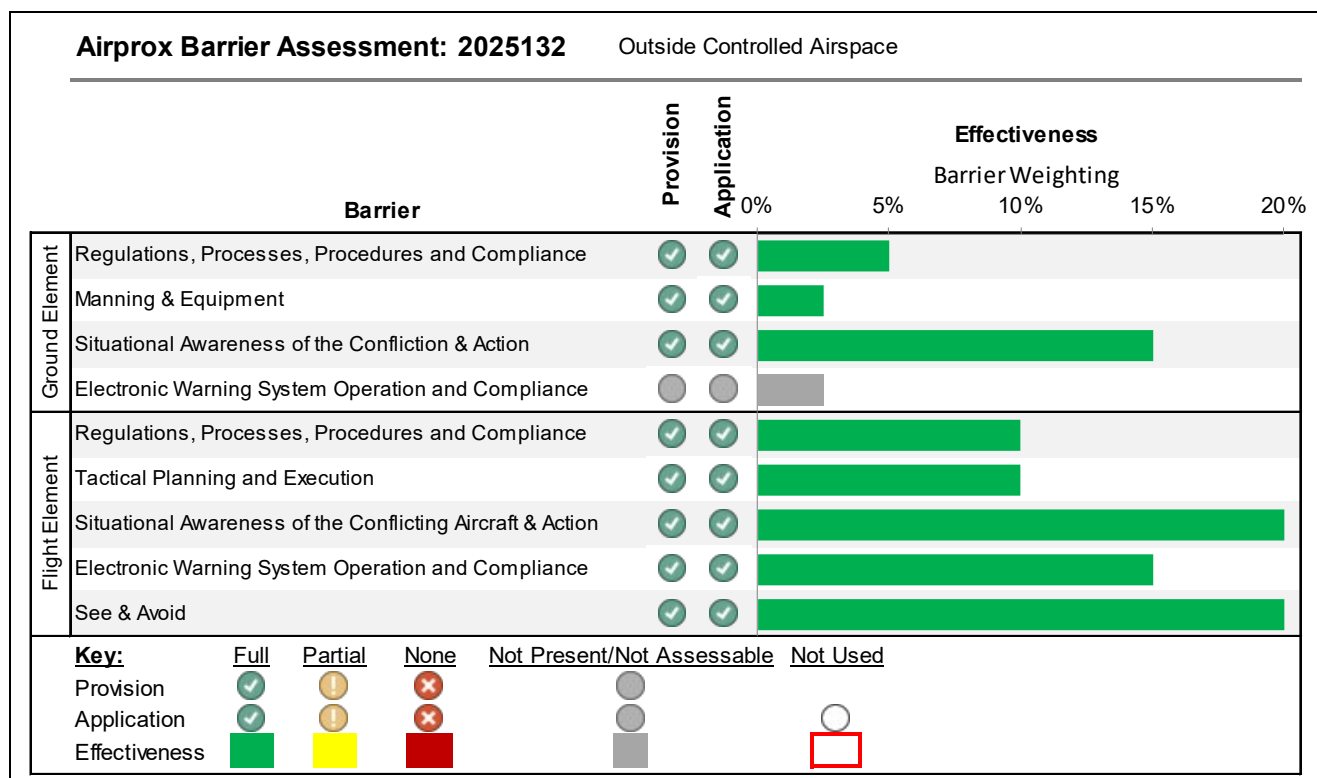 Airprox Barrier Assessment: 2025132 Outside Controlled Airspace
Provision
Application
Effectiveness
Barrier Weighting
Barrier
0% 5% 10% 15% 20%
Ground Element
Regulations, Processes, Procedures and Compliance
Manning & Equipment
Situational Awareness of the Confliction & Action
Electronic Warning System Operation and Compliance
Flight Element
Regulations, Processes, Procedures and Compliance
Tactical Planning and Execution
Situational Awareness of the Conflicting Aircraft & Action
Electronic Warning System Operation and Compliance
See & Avoid
Key: Full Partial None Not Present/Not Assessable Not Used
Provision
Application
Effectiveness